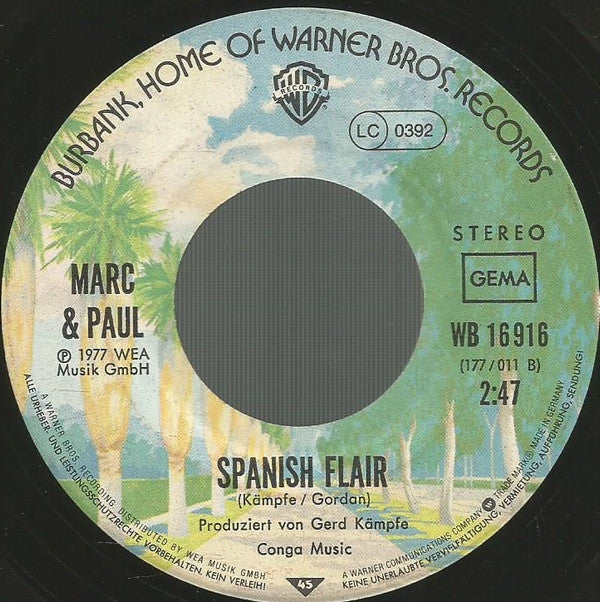 BURBANK, HOME OF WARNER BROS. RECORDS
WB
RECORDS
®
LC 0392
STEREO
GEMA
WB 16 916
(177/011 B)
2:47
MARC
& PAUL
℗ 1977 WEA
Musik GmbH
SPANISH FLAIR
(Kämpfe / Gordan)
Produziert von Gerd Kämpfe
Conga Music
A WARNER BROS. RECORDING DISTRIBUTED BY WEA MUSIK GMBH
ALLE URHEBER- UND LEISTUNGSSCHUTZRECHTE VORBEHALTEN. KEIN VERLEIH!
45
A WARNER COMMUNICATIONS COMPANY TRADE MARK® MADE IN GERMANY
KEINE UNERLAUBTE VERVIELFÄLTIGUNG, VERMIETUNG, AUFFÜHRUNG, SENDUNG!